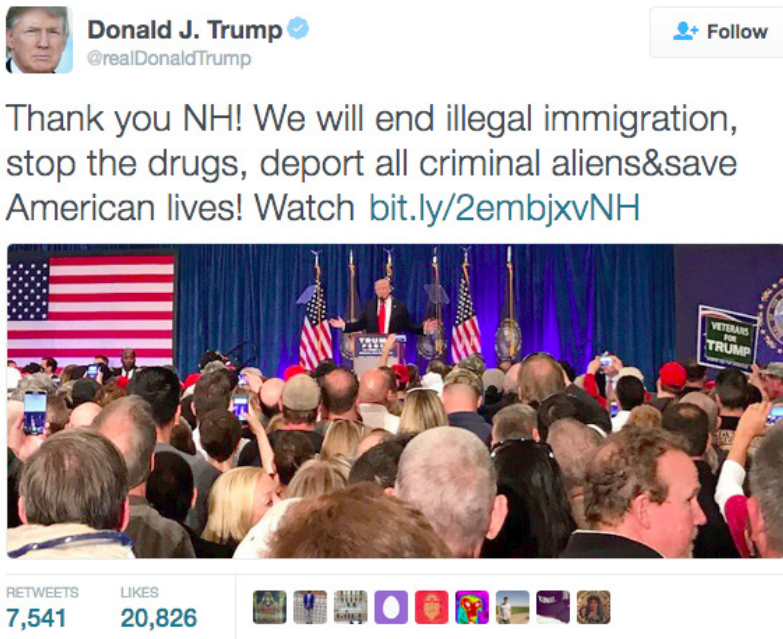 Donald J. Trump
@realDonaldTrump
Follow
Thank you NH! We will end illegal immigration,
stop the drugs, deport all criminal aliens&save
American lives! Watch bit.ly/2embjxvNH
VETERANS
FOR
TRUMP
TRUM
RETWEETS
LIKES
7,541
20,826